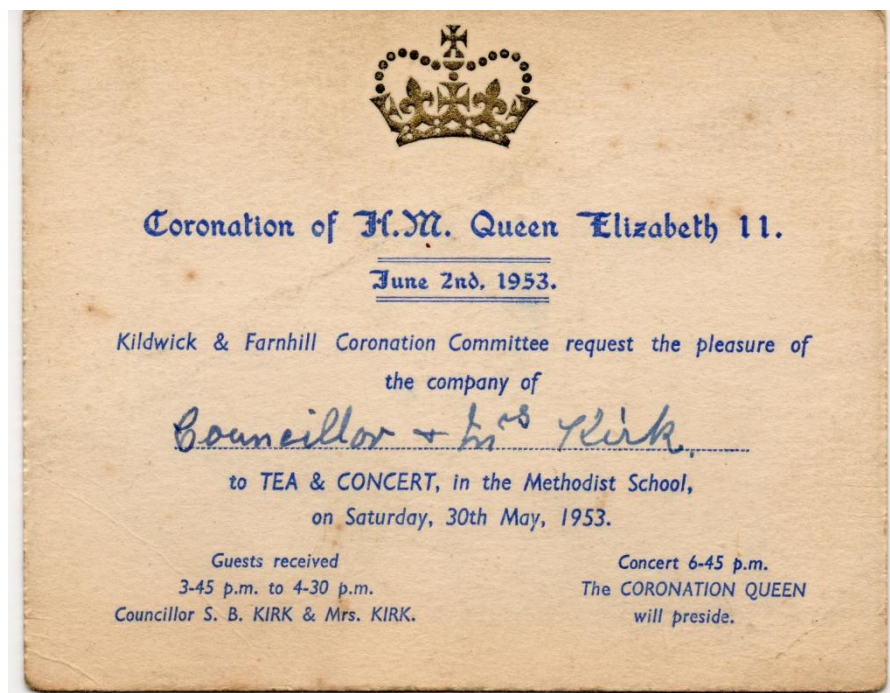 Coronation of H.M. Queen Elizabeth 11.
June 2nd, 1953.
Kildwick & Farnhill Coronation Committee request the pleasure of
the company of
Councillor + Mrs Kirk.
to TEA & CONCERT, in the Methodist School,
on Saturday, 30th May, 1953.
Guests received
3-45 p.m. to 4-30 p.m.
Councillor S. B. KIRK & Mrs. KIRK.
Concert 6-45 p.m.
The CORONATION QUEEN
will preside.